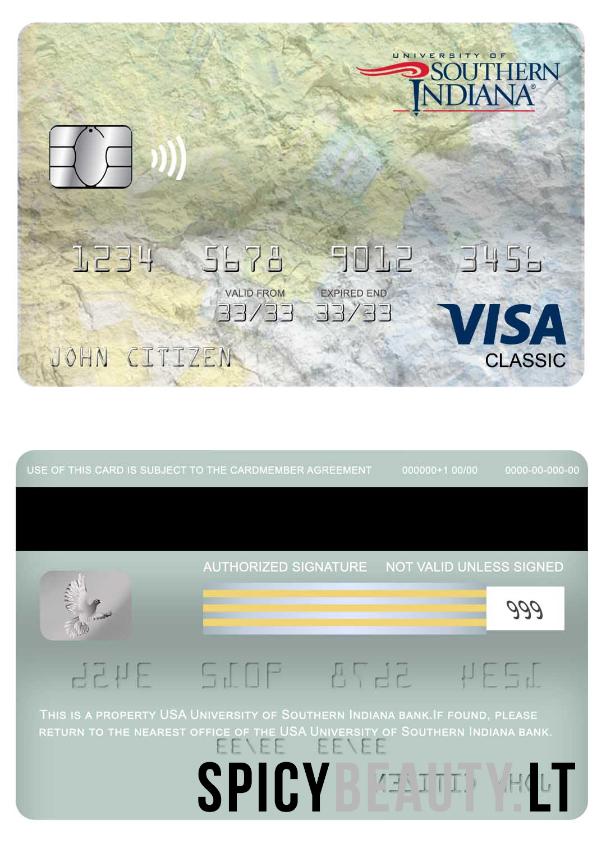 UNIVERSITY OF
SOUTHERN
INDIANA®
1234 5678 9012 3456
VALID FROM EXPIRED END
33/33 33/33
VISA
JOHN CITIZEN
CLASSIC
USE OF THIS CARD IS SUBJECT TO THE CARDMEMBER AGREEMENT 000000+1 00/00 0000-00-000-00
AUTHORIZED SIGNATURE NOT VALID UNLESS SIGNED
999
THIS IS A PROPERTY USA UNIVERSITY OF SOUTHERN INDIANA BANK.IF FOUND, PLEASE
RETURN TO THE NEAREST OFFICE OF THE USA UNIVERSITY OF SOUTHERN INDIANA BANK.
SPICYBEAUTY.LT